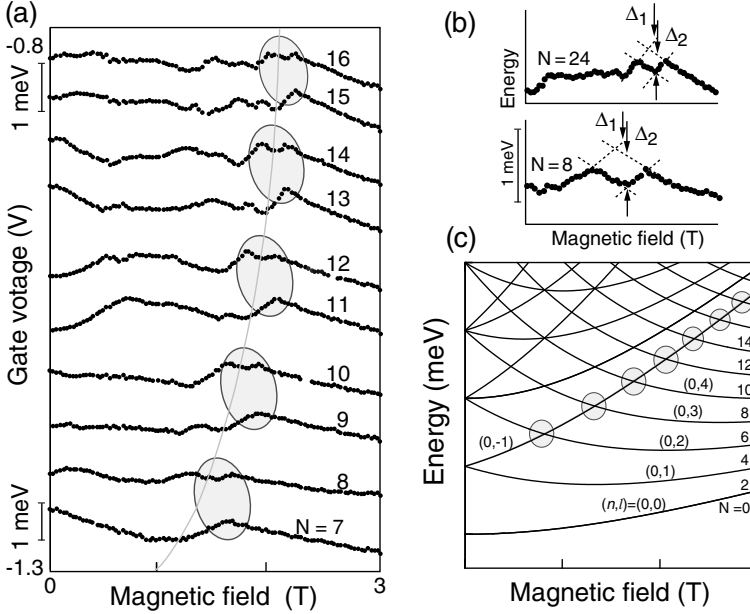 (a)
-0.8
1 meV
Gate votage (V)
1 meV
-1.3
16
15
14
13
12
11
10
9
8
N = 7
0
3
Magnetic field (T)
(b)
Energy
N = 24
Δ1
Δ2
1 meV
N = 8
Δ1
Δ2
Magnetic field (T)
(c)
Energy (meV)
14
12
10
8
6
4
2
N = 0
(0,4)
(0,3)
(0,2)
(0,1)
(0,-1)
(n,l)=(0,0)
Magnetic field (T)